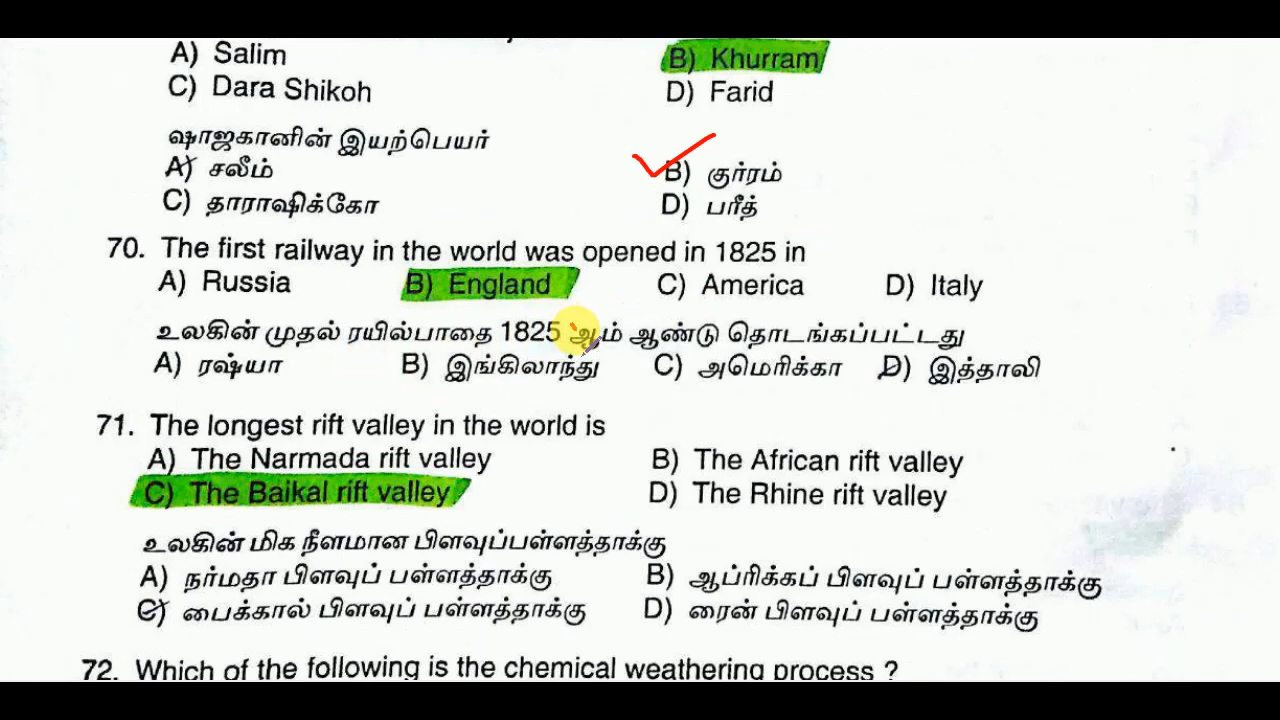 A) Salim B) Khurram
C) Dara Shikoh D) Farid
ஷாஜகானின் இயற்பெயர்
A) சலீம் B) குர்ரம்
C) தாராஷிக்கோ D) பரீத்
70. The first railway in the world was opened in 1825 in
A) Russia B) England C) America D) Italy
உலகின் முதல் ரயில்பாதை 1825 ஆம் ஆண்டு தொடங்கப்பட்டது
A) ரஷ்யா B) இங்கிலாந்து C) அமெரிக்கா D) இத்தாலி
71. The longest rift valley in the world is
A) The Narmada rift valley B) The African rift valley
C) The Baikal rift valley D) The Rhine rift valley
உலகின் மிக நீளமான பிளவுப்பள்ளத்தாக்கு
A) நர்மதா பிளவுப் பள்ளத்தாக்கு B) ஆப்ரிக்கப் பிளவுப் பள்ளத்தாக்கு
C) பைக்கால் பிளவுப் பள்ளத்தாக்கு D) ரைன் பிளவுப் பள்ளத்தாக்கு
72. Which of the following is the chemical weathering process ?